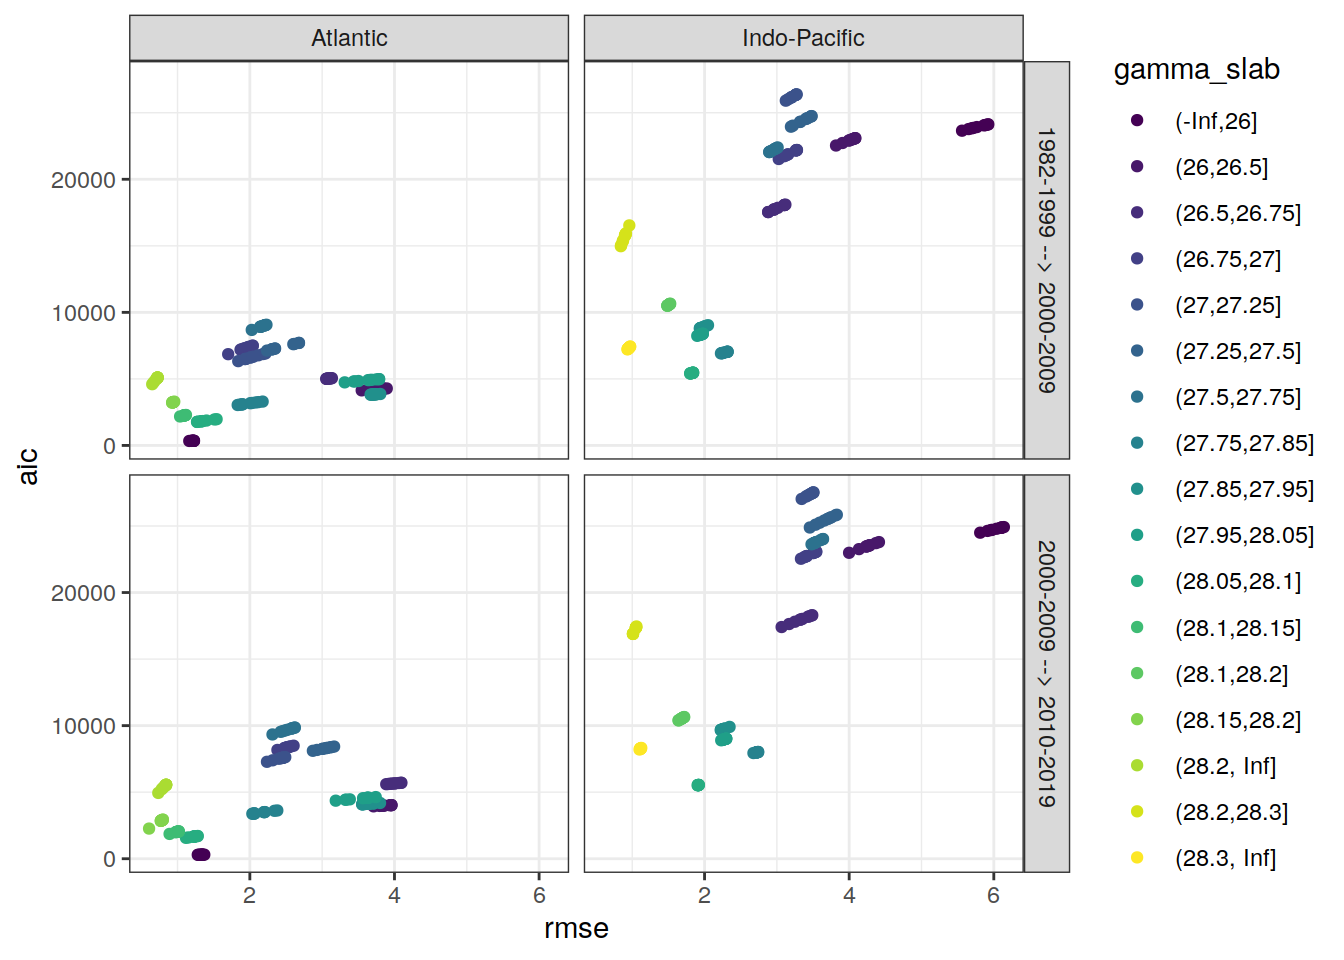 Atlantic
Indo-Pacific
1982-1999 --> 2000-2009
2000-2009 --> 2010-2019
20000
10000
0
20000
10000
0
aic
2
4
6
2
4
6
rmse
gamma_slab
(-Inf,26]
(26,26.5]
(26.5,26.75]
(26.75,27]
(27,27.25]
(27.25,27.5]
(27.5,27.75]
(27.75,27.85]
(27.85,27.95]
(27.95,28.05]
(28.05,28.1]
(28.1,28.15]
(28.1,28.2]
(28.15,28.2]
(28.2, Inf]
(28.2,28.3]
(28.3, Inf]